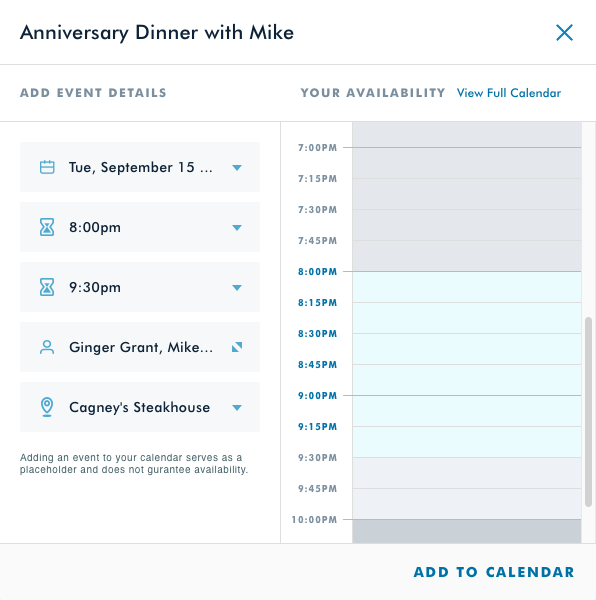 Anniversary Dinner with Mike
ADD EVENT DETAILS
YOUR AVAILABILITY View Full Calendar
Tue, September 15 ...
8:00pm
9:30pm
Ginger Grant, Mike...
Cagney's Steakhouse
Adding an event to your calendar serves as a
placeholder and does not gurantee availability.
7:00PM
7:15PM
7:30PM
7:45PM
8:00PM
8:15PM
8:30PM
8:45PM
9:00PM
9:15PM
9:30PM
9:45PM
10:00PM
ADD TO CALENDAR